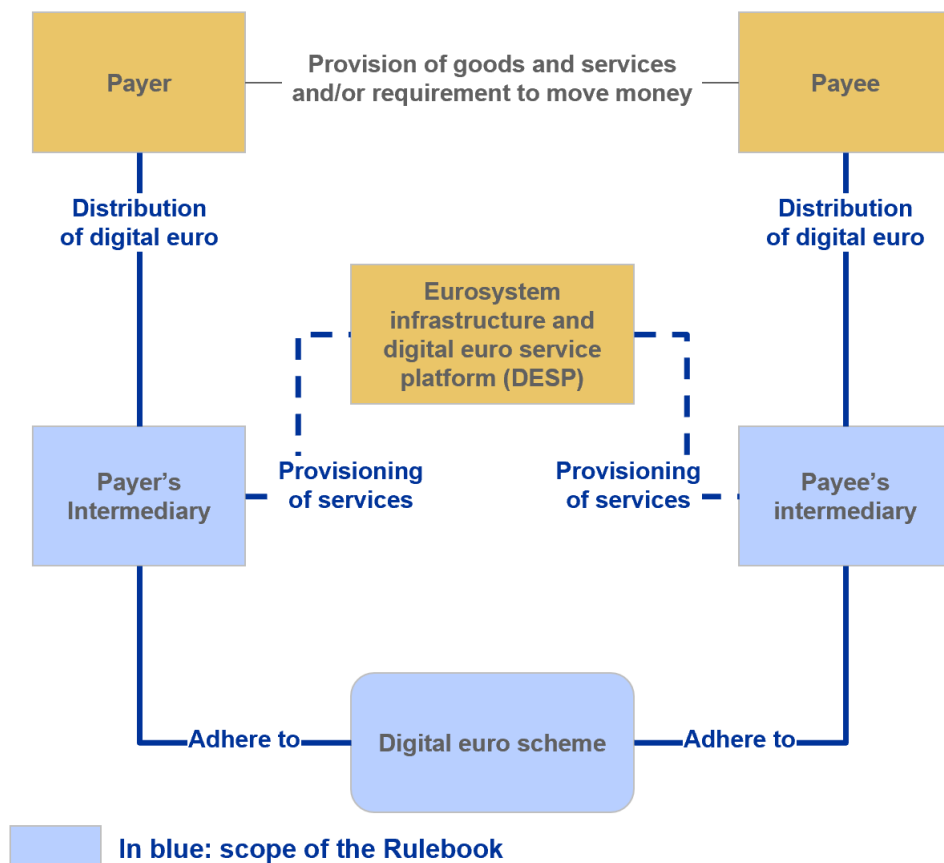 Payer
Provision of goods and services
and/or requirement to move money
Payee
Distribution
of digital euro
Distribution
of digital euro
Eurosystem
infrastructure and
digital euro service
platform (DESP)
Payer’s
Intermediary
Provisioning
of services
Provisioning
of services
Payee’s
intermediary
Adhere to
Digital euro scheme
Adhere to
In blue: scope of the Rulebook